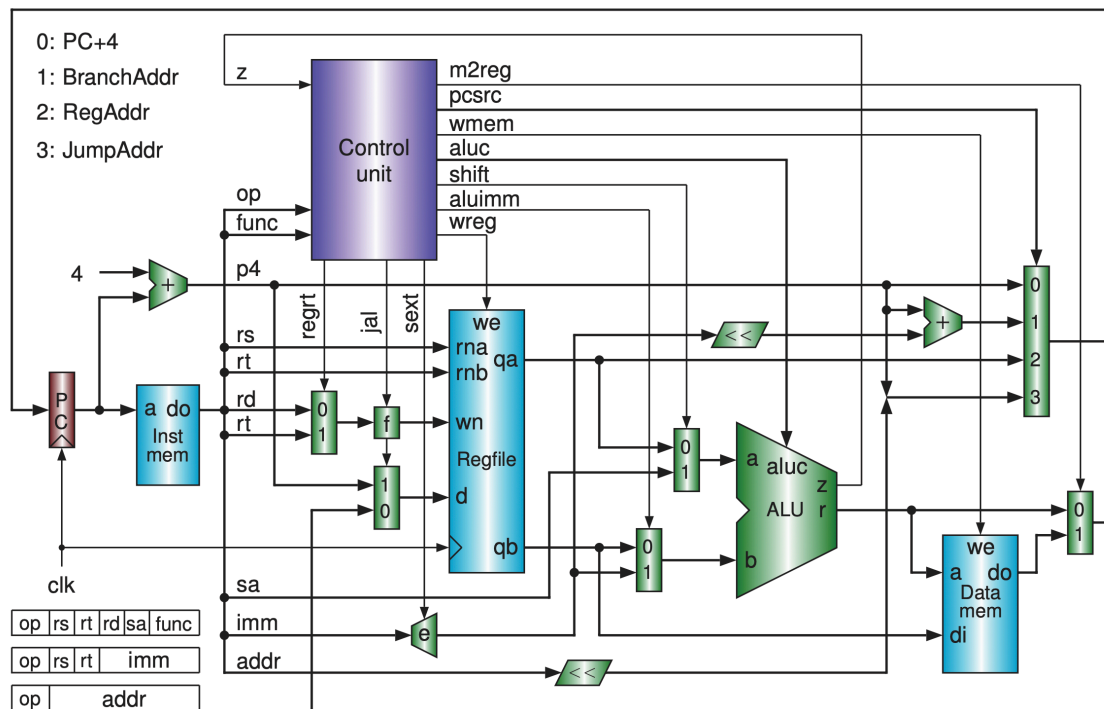 0: PC+4
1: BranchAddr
2: RegAddr
3: JumpAddr
z
Control
unit
m2reg
pcsrc
wmem
aluc
shift
aluimm
wreg
op
func
4
+
p4
regrt
jal
sext
rs
rt
rd
rt
PC
a do
Inst
mem
0
1
f
1
0
we
rna
rnb
qa
wn
Regfile
d
qb
<<
+
0
1
2
3
0
1
0
1
a
aluc
z
ALU
r
b
0
1
we
a do
Data
mem
di
clk
sa
imm
e
addr
<<
op rs rt rd sa func
op rs rt imm
op addr